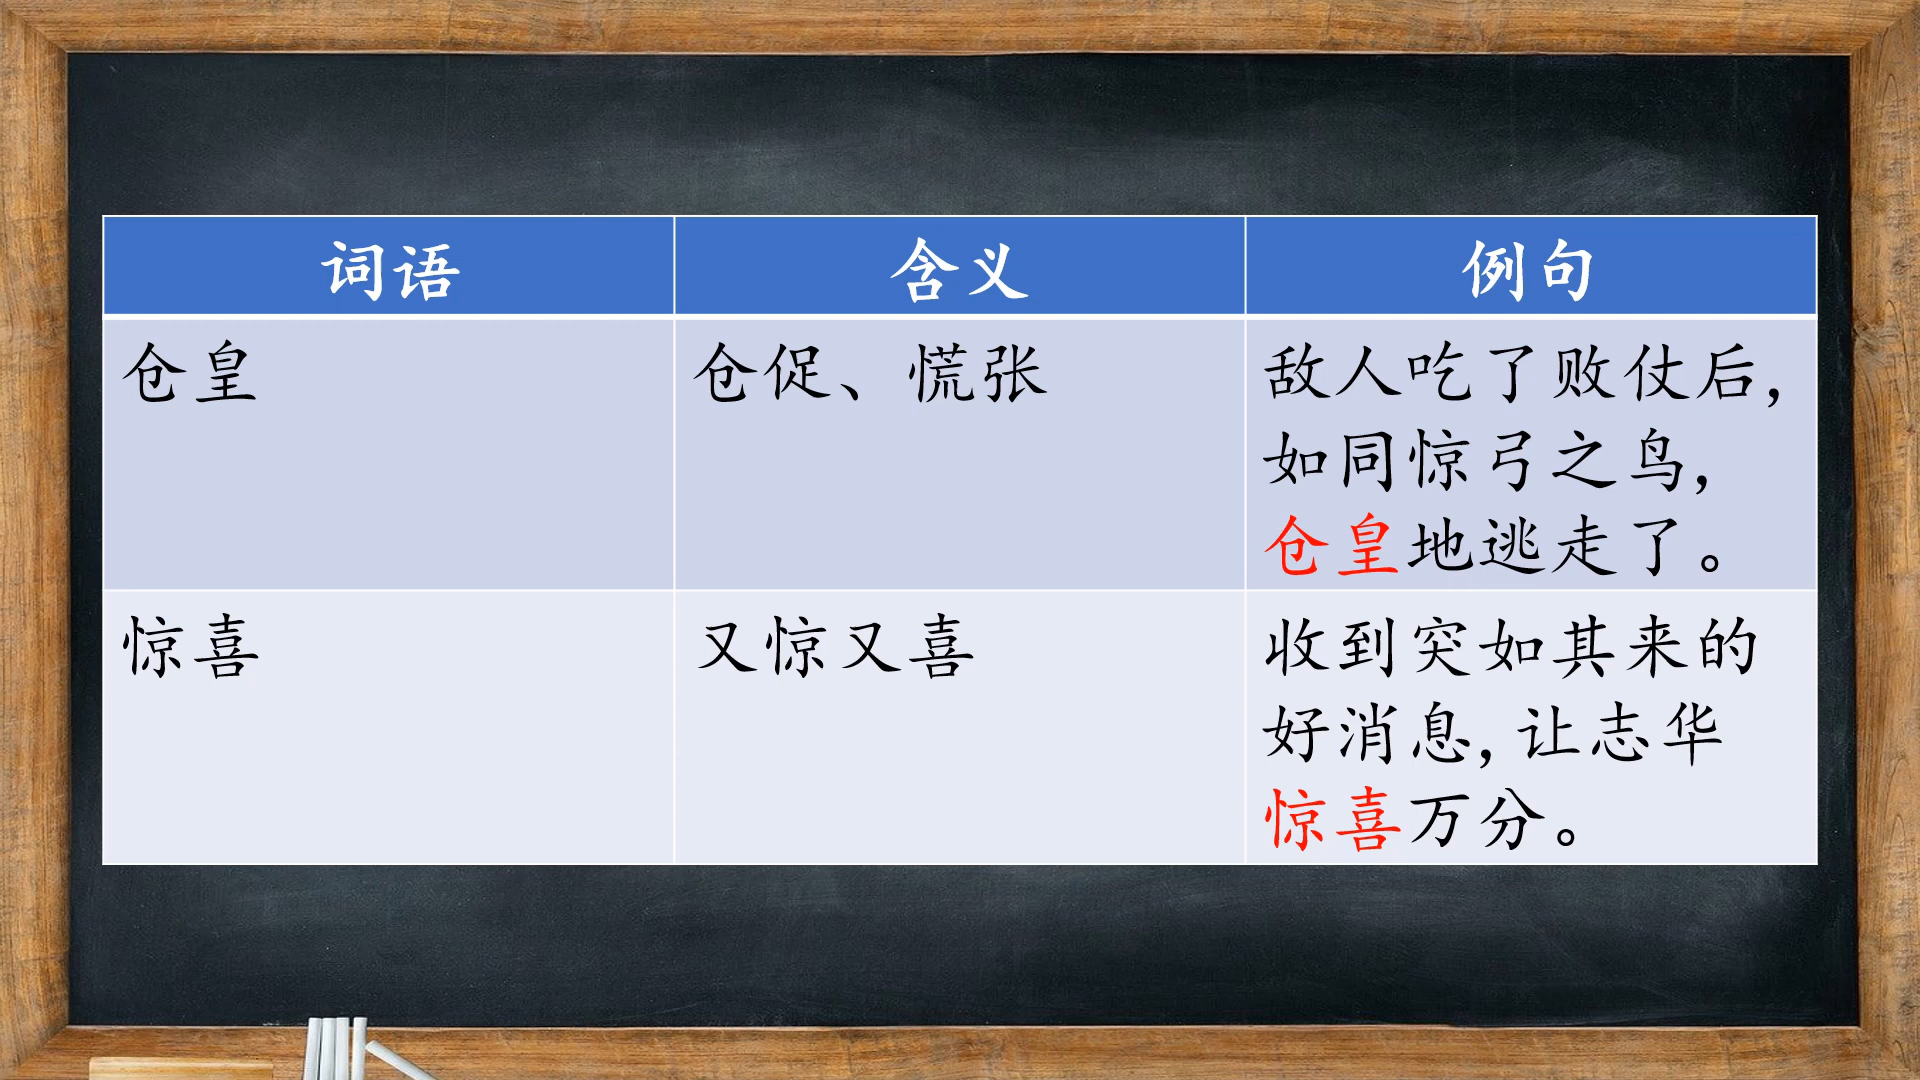 词语 含义 例句
仓皇 仓促、慌张 敌人吃了败仗后,
如同惊弓之鸟,
仓皇地逃走了。
惊喜 又惊又喜 收到突如其来的
好消息,让志华
惊喜万分。